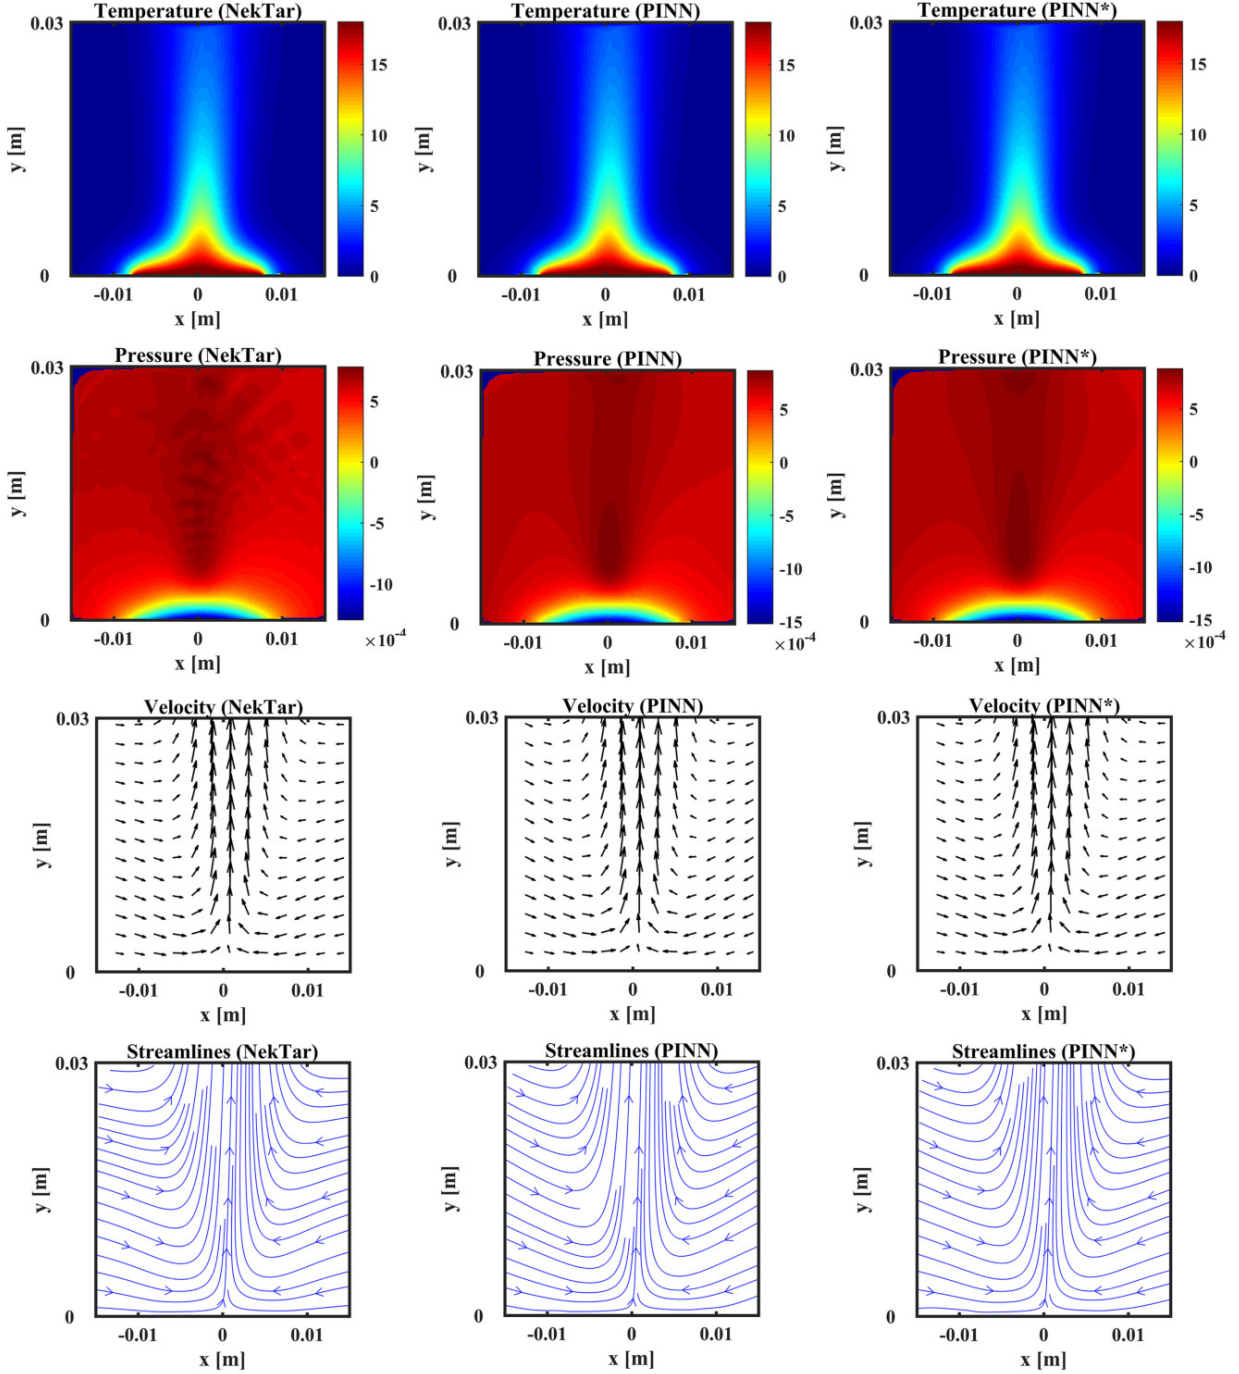 Temperature (NekTar) Temperature (PINN) Temperature (PINN*)
0.03 0.03 0.03
15 15 15
y [m] y [m] y [m]
10 10 10
5 5 5
0 0 0 0 0 0
-0.01 0 0.01 -0.01 0 0.01 -0.01 0 0.01
x [m] x [m] x [m]
Pressure (NekTar) Pressure (PINN) Pressure (PINN*)
0.03 0.03 0.03
5 5 5
0 0 0
y [m] y [m] y [m]
-5 -5 -5
-10 -10 -10
0 0 -15 0 -15
-0.01 0 0.01 ×10-4 -0.01 0 0.01 ×10-4 -0.01 0 0.01 ×10-4
x [m] x [m] x [m]
Velocity (NekTar) Velocity (PINN) Velocity (PINN*)
0.03 0.03 0.03
y [m] y [m] y [m]
0 0 0
-0.01 0 0.01 -0.01 0 0.01 -0.01 0 0.01
x [m] x [m] x [m]
Streamlines (NekTar) Streamlines (PINN) Streamlines (PINN*)
0.03 0.03 0.03
y [m] y [m] y [m]
0 0 0
-0.01 0 0.01 -0.01 0 0.01 -0.01 0 0.01
x [m] x [m] x [m]